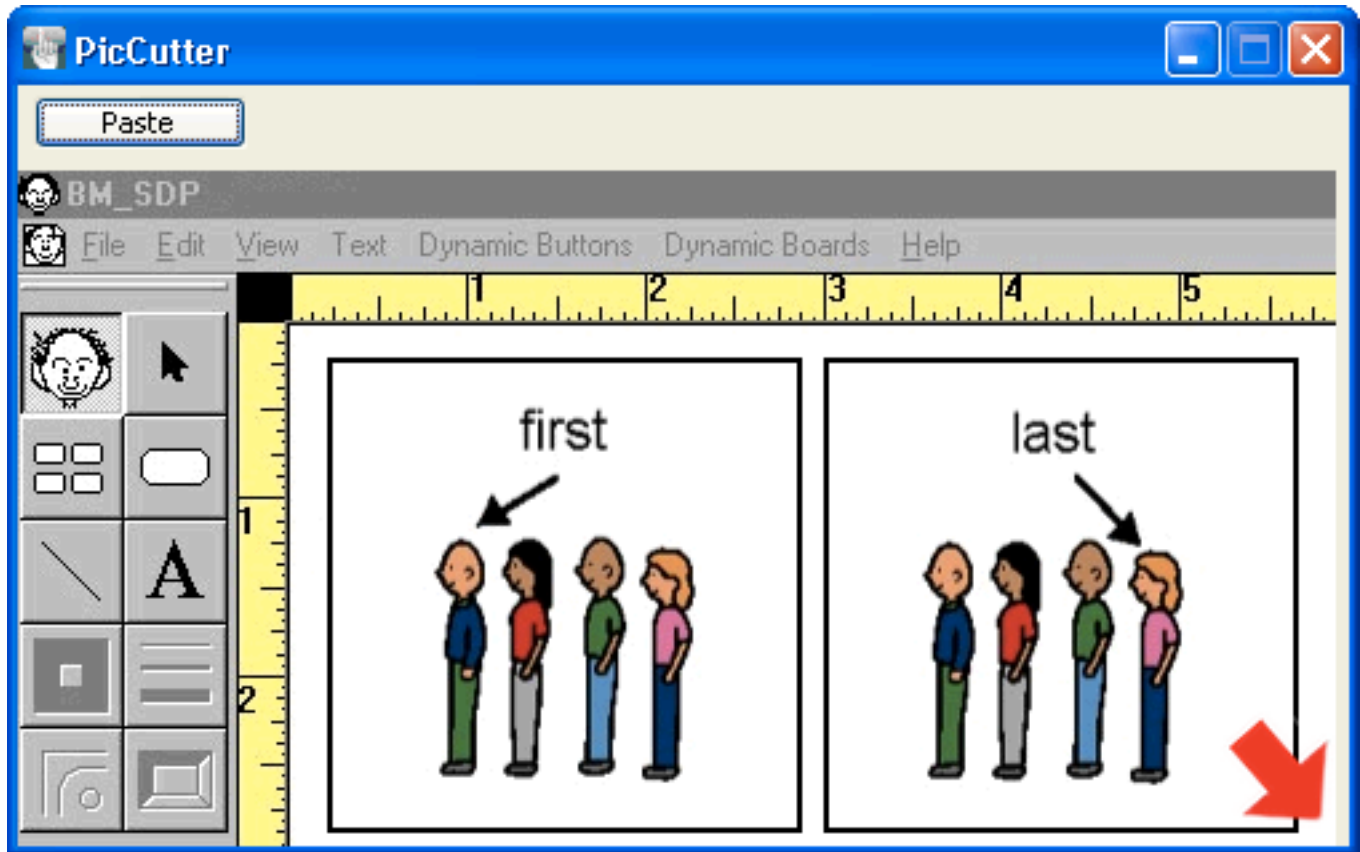 PicCutter
Paste
BM_SDP
File Edit View Text Dynamic Buttons Dynamic Boards Help
1 2 3 4 5
first last
A
1
2